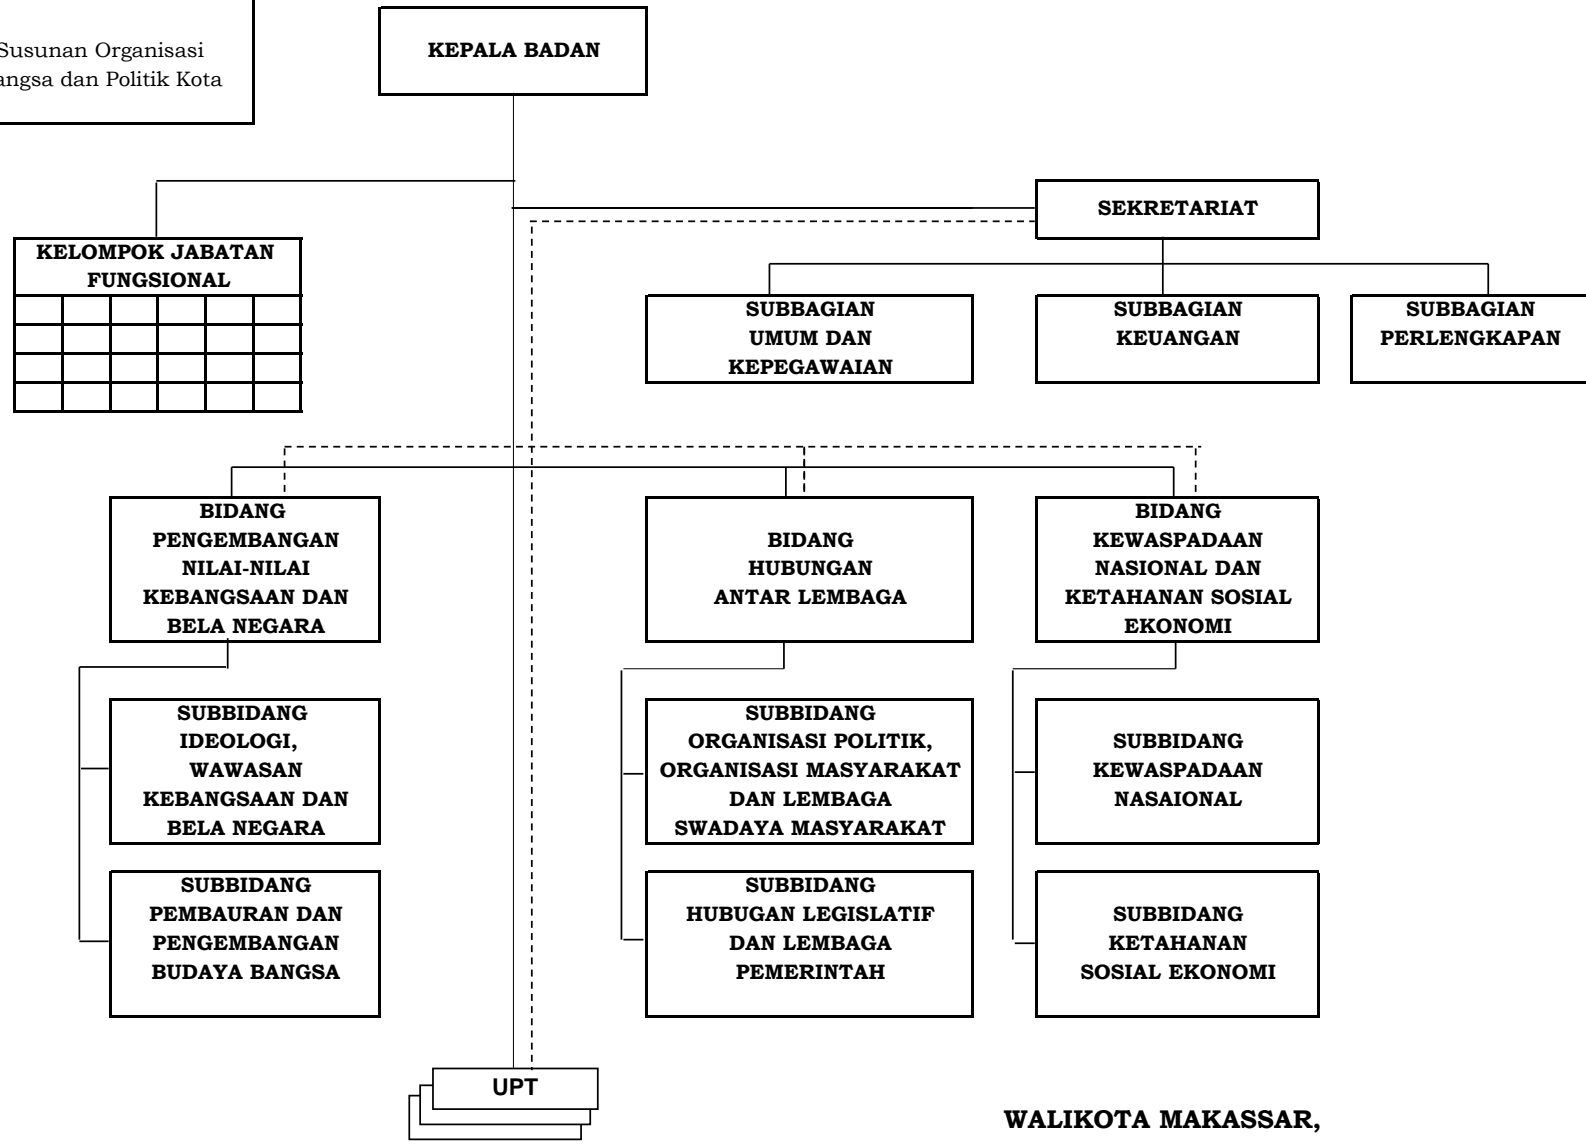 Susunan Organisasi
dan Politik Kota
KEPALA BADAN
SEKRETARIAT
KELOMPOK JABATAN
FUNGSIONAL
SUBBAGIAN
UMUM DAN
KEPEGAWAIAN
SUBBAGIAN
KEUANGAN
SUBBAGIAN
PERLENGKAPAN
BIDANG
PENGEMBANGAN
NILAI-NILAI
KEBANGSAAN DAN
BELA NEGARA
BIDANG
HUBUNGAN
ANTAR LEMBAGA
BIDANG
KEWASPADAAN
NASIONAL DAN
KETAHANAN SOSIAL
EKONOMI
SUBBIDANG
IDEOLOGI,
WAWASAN
KEBANGSAAN DAN
BELA NEGARA
SUBBIDANG
ORGANISASI POLITIK,
ORGANISASI MASYARAKAT
DAN LEMBAGA
SWADAYA MASYARAKAT
SUBBIDANG
KEWASPADAAN
NASAIONAL
SUBBIDANG
PEMBAURAN DAN
PENGEMBANGAN
BUDAYA BANGSA
SUBBIDANG
HUBUGAN LEGISLATIF
DAN LEMBAGA
PEMERINTAH
SUBBIDANG
KETAHANAN
SOSIAL EKONOMI
UPT
WALIKOTA MAKASSAR,